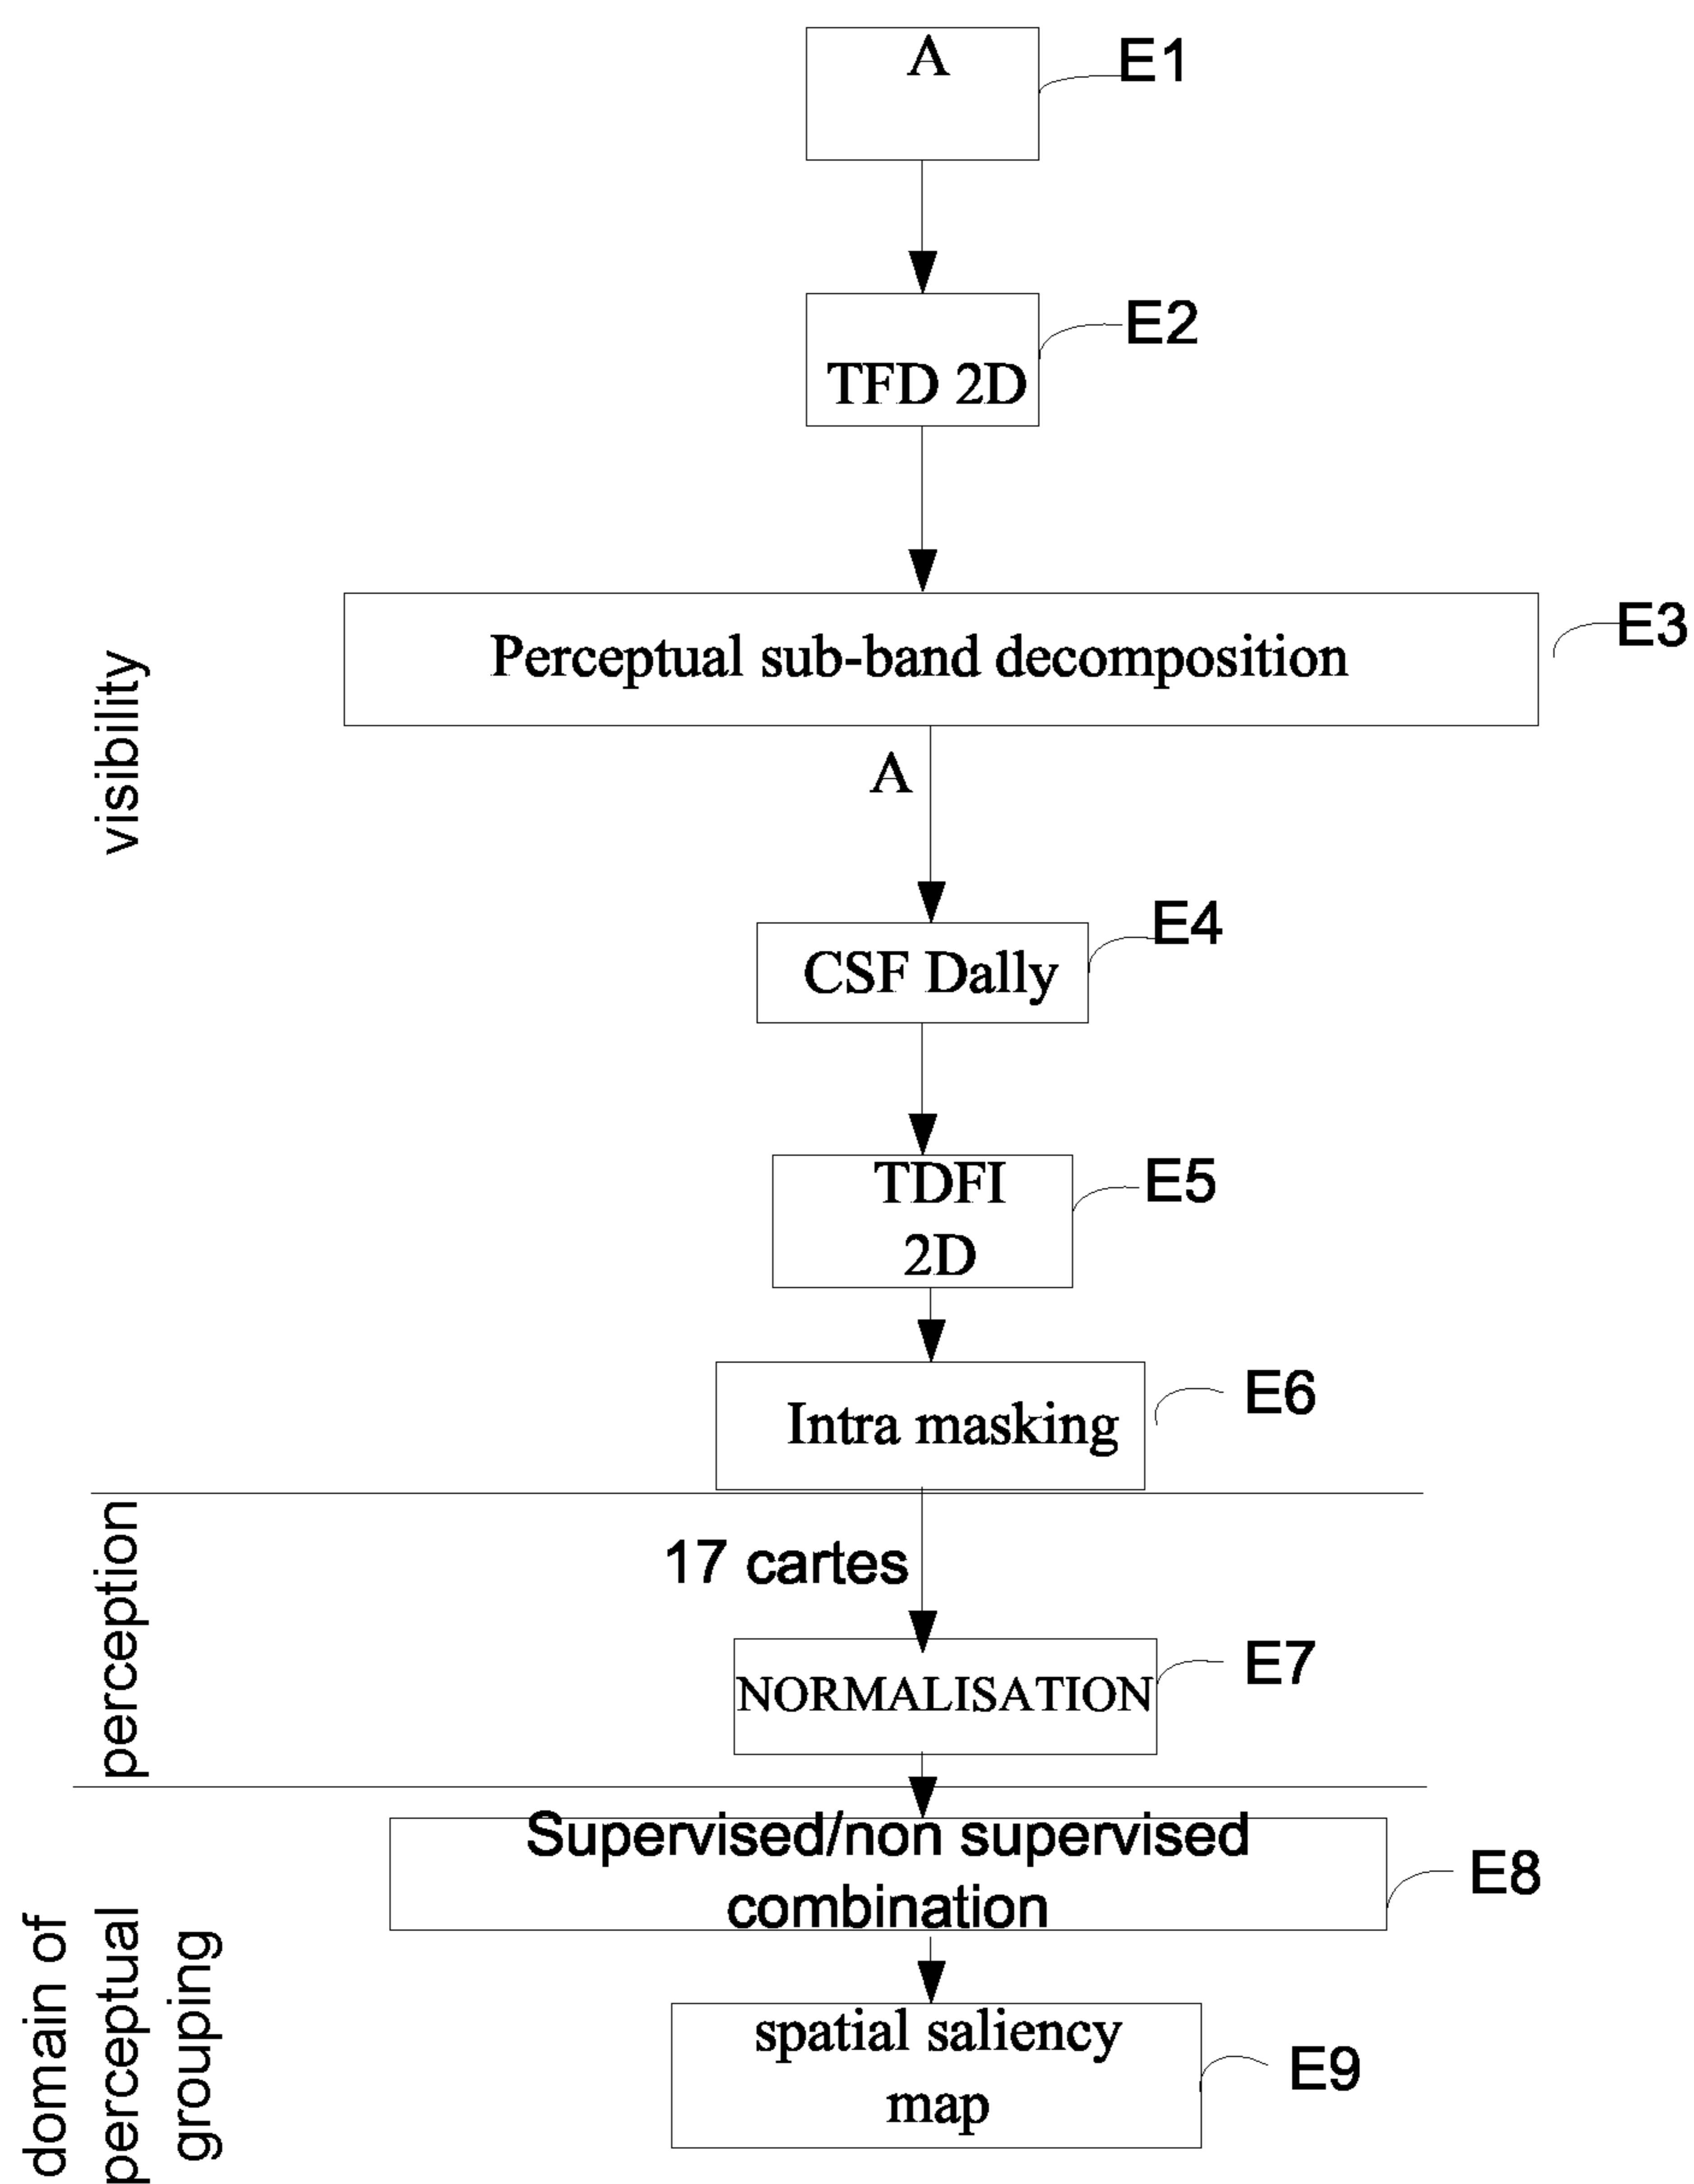 A
E1
E2
TFD 2D
E3
Perceptual sub-band decomposition
visibility
A
E4
CSF Dally
TDFI
2D
E5
Intra masking
E6
perception
17 cartes
NORMALISATION
E7
Supervised/non supervised
combination
E8
domain of
perceptual
grouping
spatial saliency
map
E9